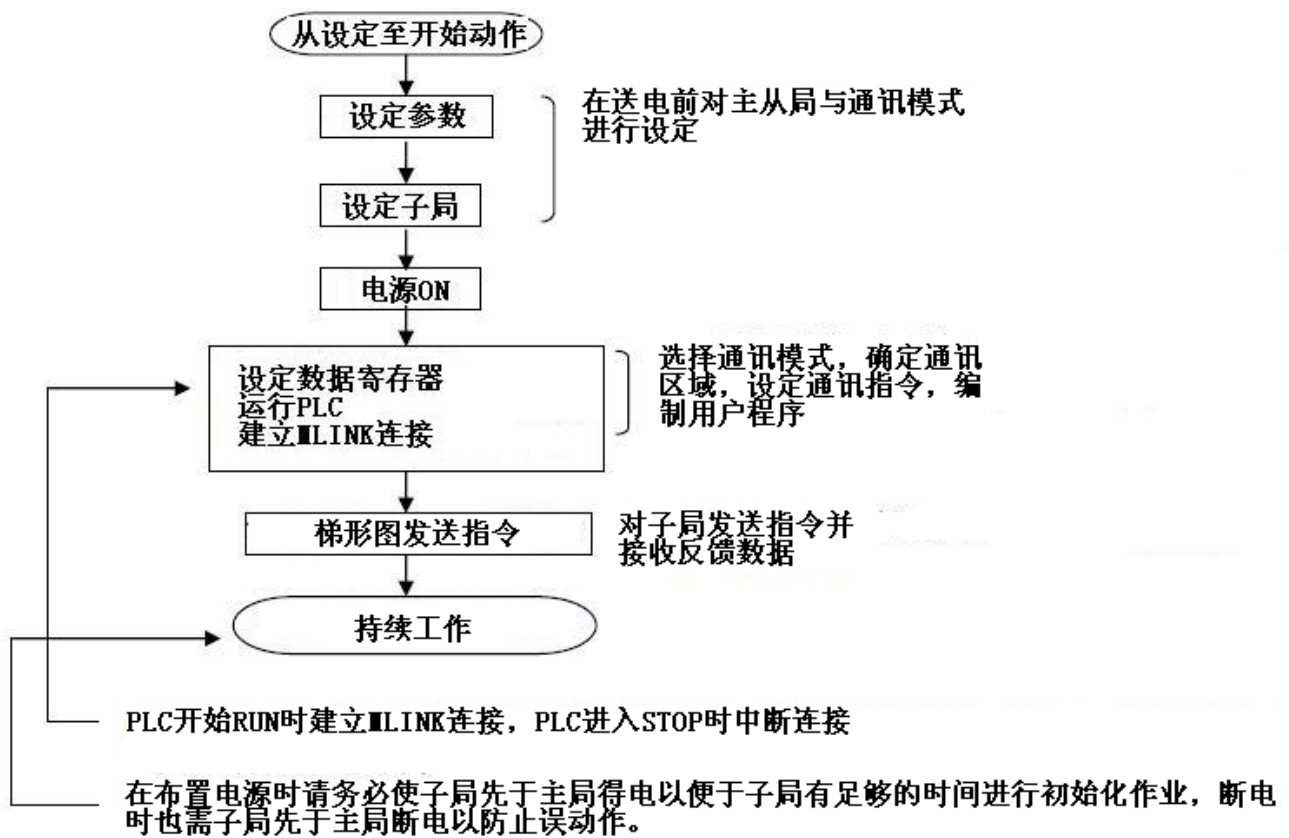 从设定至开始动作
设定参数
在送电前对主从局与通讯模式
进行设定
设定子局
电源ON
设定数据寄存器
运行PLC
建立MLINK连接
选择通讯模式，确定通讯
区域，设定通讯指令，编
制用户程序
梯形图发送指令
对子局发送指令并
接收反馈数据
持续工作
PLC开始RUN时建立MLINK连接，PLC进入STOP时中断连接
在布置电源时请务必使子局先于主局得电以便于子局有足够的时间进行初始化作业，断电
时也需子局先于主局断电以防止误动作。